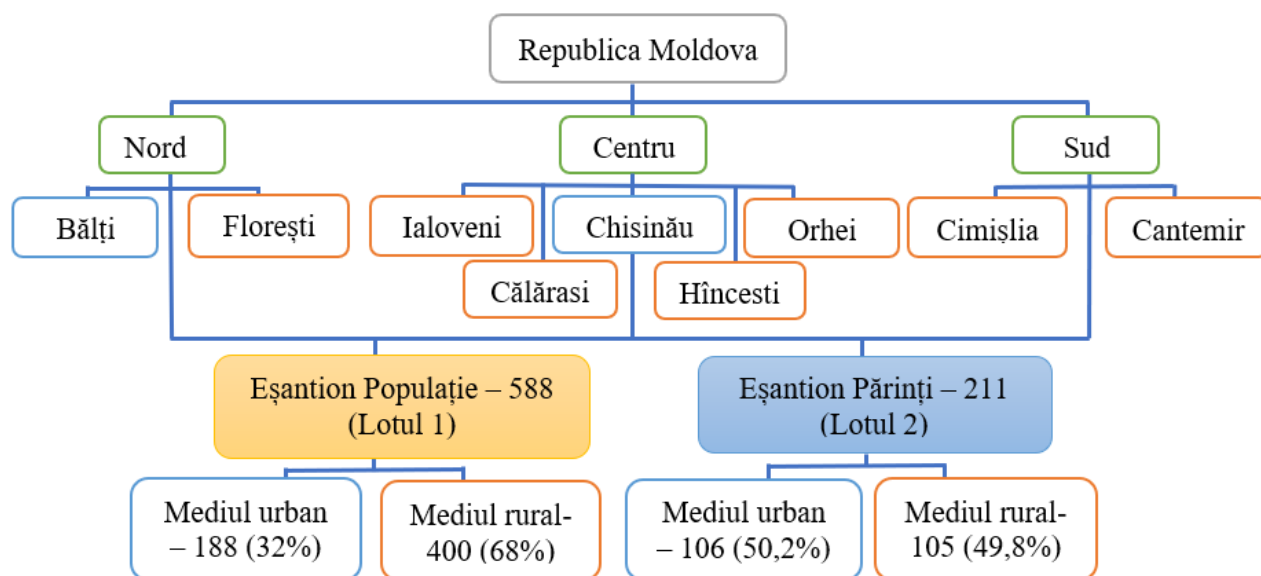 Republica Moldova
Nord
Centru
Sud
Bălți
Florești
Ialoveni
Chisinău
Orhei
Cimișlia
Cantemir
Călărasi
Hîncesti
Eșantion Populație – 588
(Lotul 1)
Eșantion Părinți – 211
(Lotul 2)
Mediul urban
– 188 (32%)
Mediul rural-
400 (68%)
Mediul urban
– 106 (50,2%)
Mediul rural-
105 (49,8%)